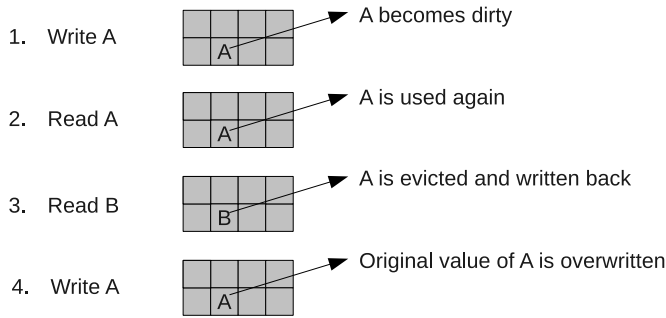 A becomes dirty
1. Write A
A
A is used again
2. Read A
A
A is evicted and written back
3. Read B
B
Original value of A is overwritten
4. Write A
A